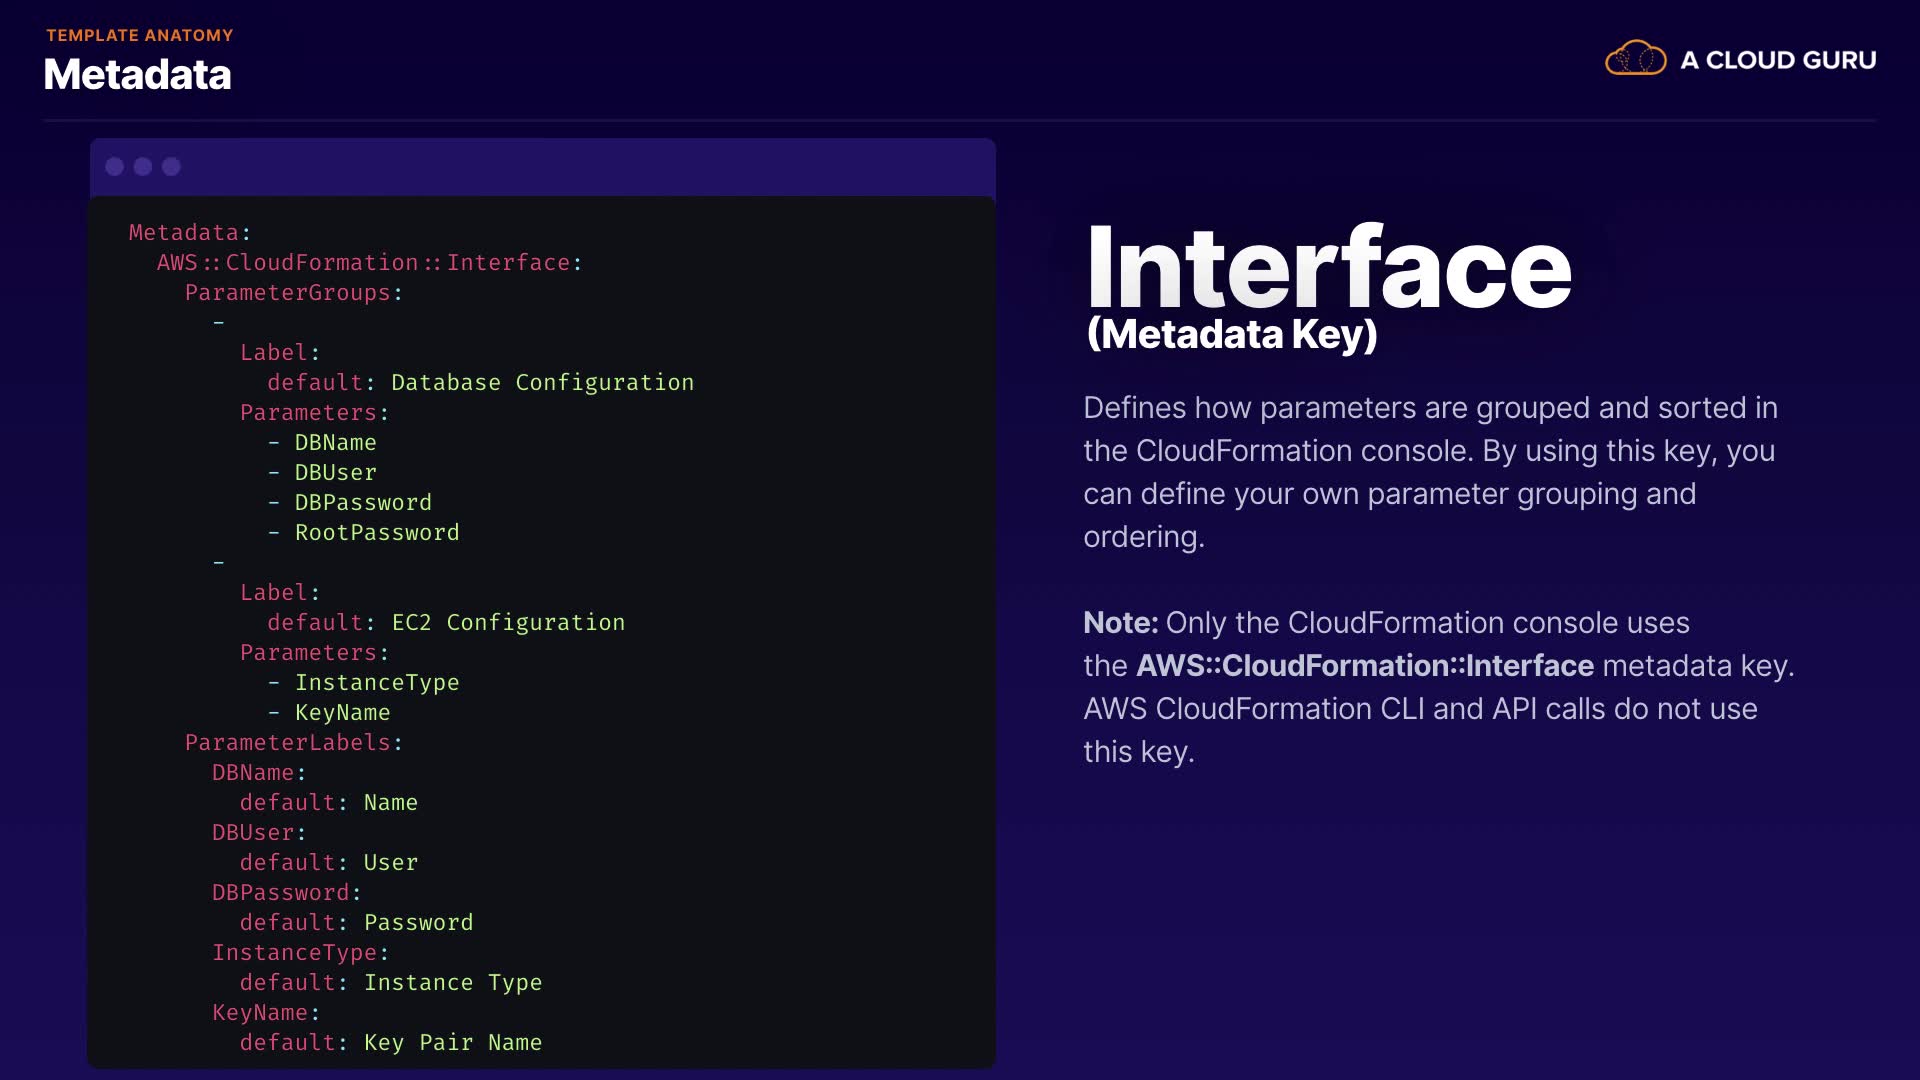 TEMPLATE ANATOMY
Metadata
A CLOUD GURU
Metadata:
  AWS::CloudFormation::Interface:
    ParameterGroups:
      -
        Label:
          default: Database Configuration
        Parameters:
          - DBName
          - DBUser
          - DBPassword
          - RootPassword
      -
        Label:
          default: EC2 Configuration
        Parameters:
          - InstanceType
          - KeyName
    ParameterLabels:
      DBName:
        default: Name
      DBUser:
        default: User
      DBPassword:
        default: Password
      InstanceType:
        default: Instance Type
      KeyName:
        default: Key Pair Name
Interface
(Metadata Key)
Defines how parameters are grouped and sorted in
the CloudFormation console. By using this key, you
can define your own parameter grouping and
ordering.
Note: Only the CloudFormation console uses
the AWS::CloudFormation::Interface metadata key.
AWS CloudFormation CLI and API calls do not use
this key.